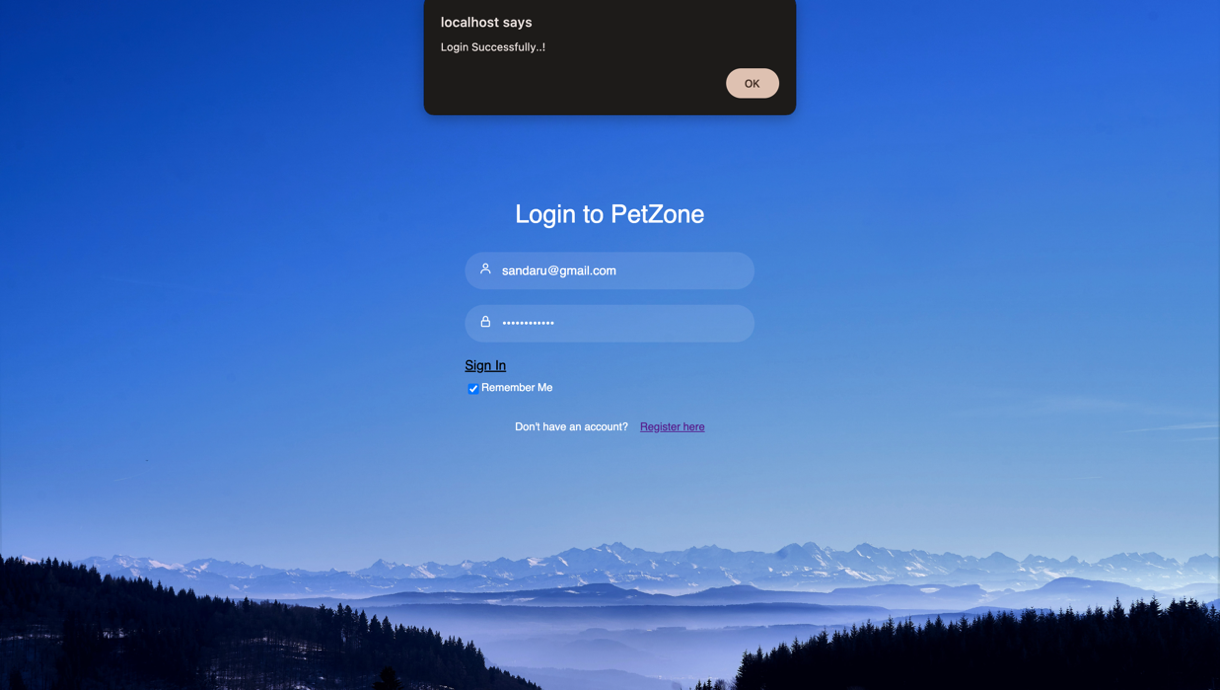 localhost says
Login Successfully..!
OK
Login to PetZone
sandaru@gmail.com
••••••••••••
Sign In
Remember Me
Don't have an account? Register here